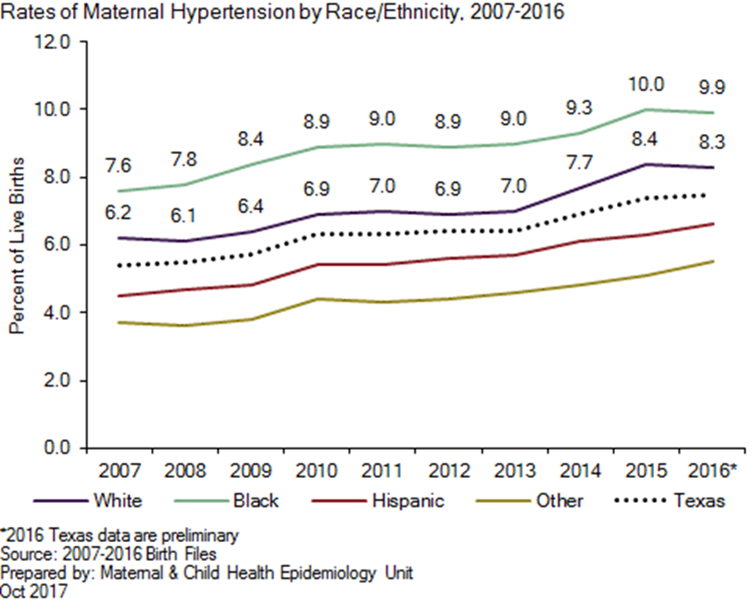 Rates of Maternal Hypertension by Race/Ethnicity, 2007-2016
12.0
10.0
8.0
6.0
4.0
2.0
0.0
Percent of Live Births
7.6 7.8 8.4 8.9 9.0 8.9 9.0 9.3 10.0 9.9
6.2 6.1 6.4 6.9 7.0 6.9 7.0 7.7 8.4 8.3
2007 2008 2009 2010 2011 2012 2013 2014 2015 2016*
White Black Hispanic Other Texas
*2016 Texas data are preliminary
Source: 2007-2016 Birth Files
Prepared by: Maternal & Child Health Epidemiology Unit
Oct 2017